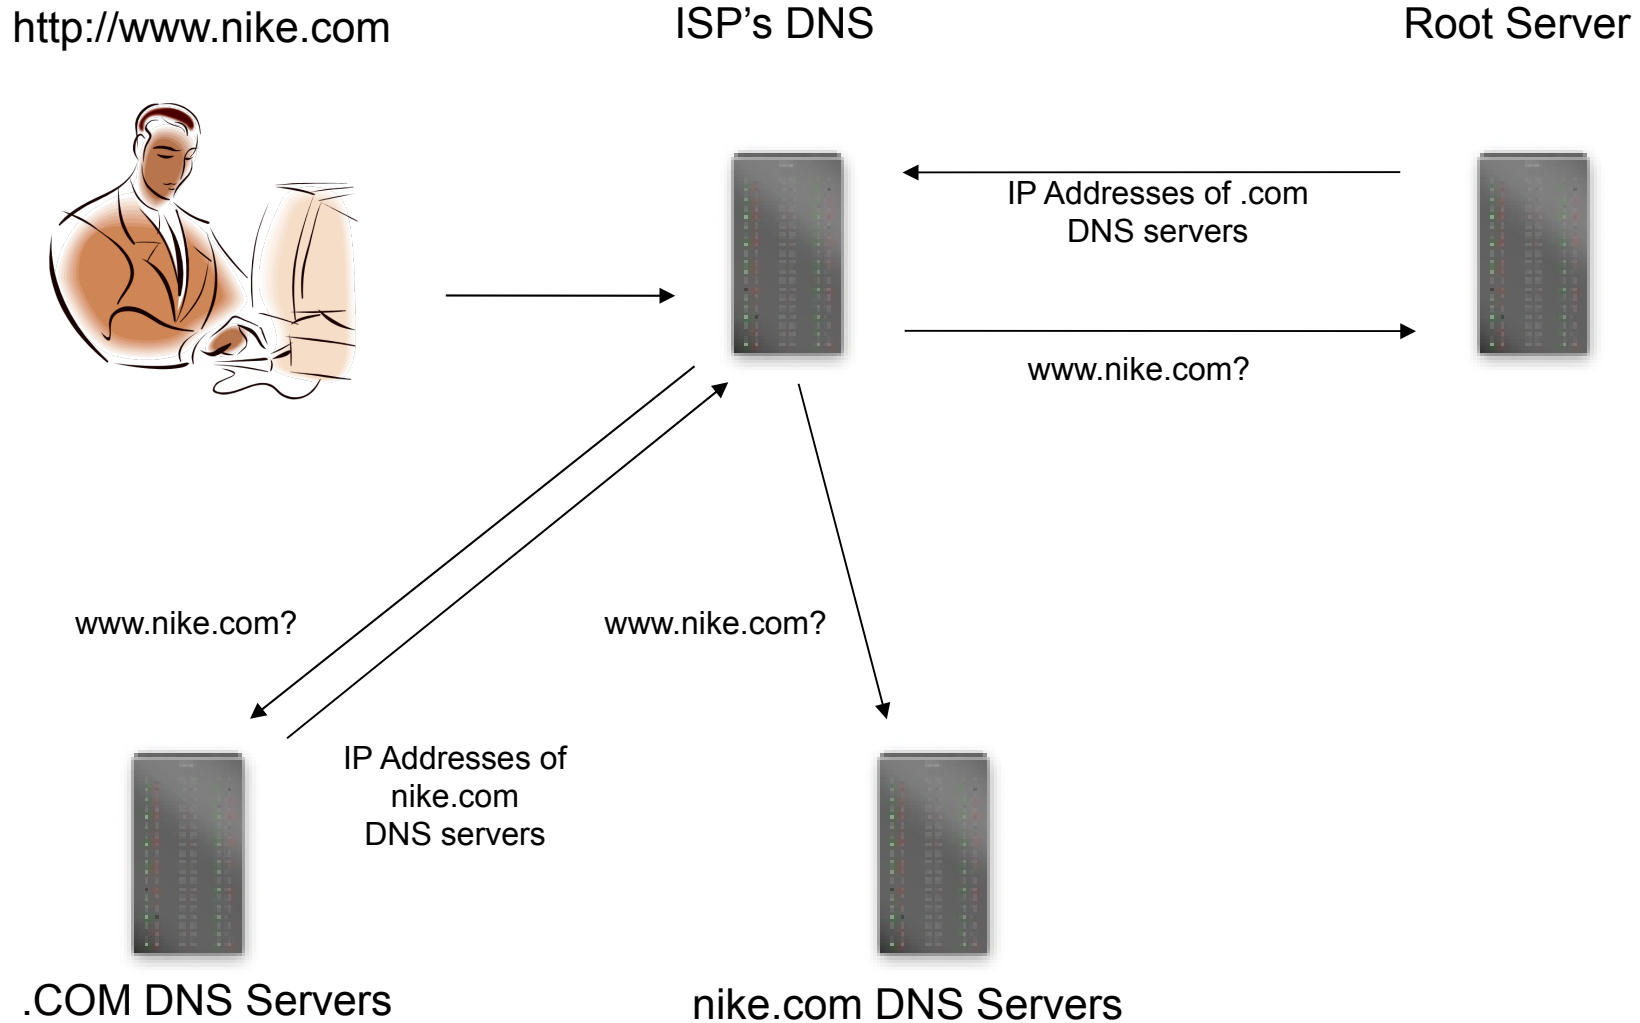 http://www.nike.com
ISP's DNS
Root Server
IP Addresses of .com
DNS servers
www.nike.com?
www.nike.com?
www.nike.com?
IP Addresses of
nike.com
DNS servers
.COM DNS Servers
nike.com DNS Servers